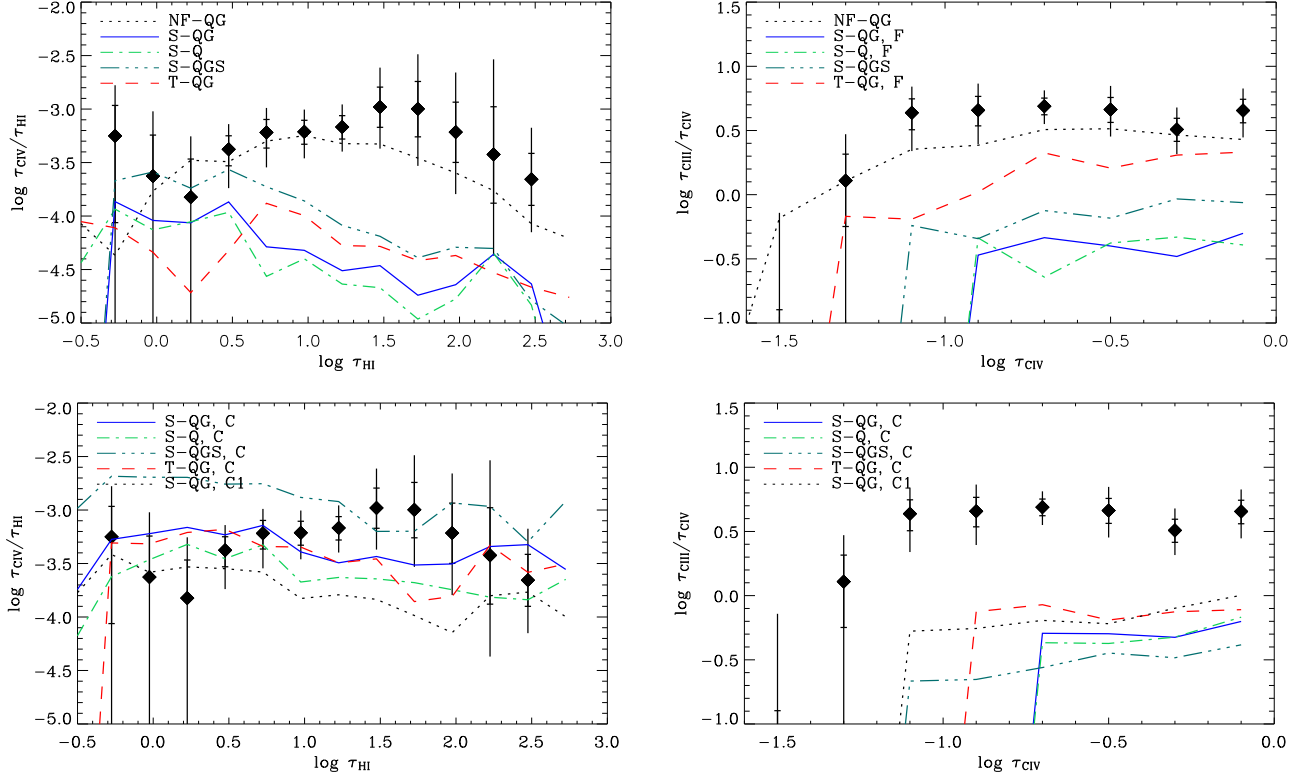 NF-QG
S-QG
S-Q
S-QGS
T-QG
-2.0
-2.5
-3.0
-3.5
-4.0
-4.5
-5.0
log τCIV/τHI
-0.5 0.0 0.5 1.0 1.5 2.0 2.5 3.0
log τHI
NF-QG
S-QG, F
S-Q, F
S-QGS
T-QG, F
1.5
1.0
0.5
0.0
-0.5
-1.0
log τCIII/τCIV
-1.5 -1.0 -0.5 0.0
log τCIV
S-QG, C
S-Q, C
S-QGS, C
T-QG, C
S-QG, C1
-2.0
-2.5
-3.0
-3.5
-4.0
-4.5
-5.0
log τCIV/τHI
-0.5 0.0 0.5 1.0 1.5 2.0 2.5 3.0
log τHI
S-QG, C
S-Q, C
S-QGS, C
T-QG, C
S-QG, C1
1.5
1.0
0.5
0.0
-0.5
-1.0
log τCIII/τCIV
-1.5 -1.0 -0.5 0.0
log τCIV